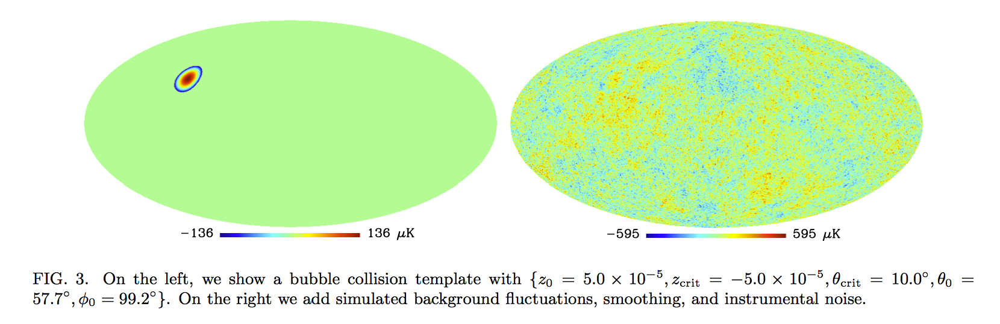 −136 136 μK −595 595 μK
FIG. 3. On the left, we show a bubble collision template with {z₀ = 5.0 × 10⁻⁵, z_crit = −5.0 × 10⁻⁵, θ_crit = 10.0°, θ₀ =
57.7°, ϕ₀ = 99.2°}. On the right we add simulated background fluctuations, smoothing, and instrumental noise.